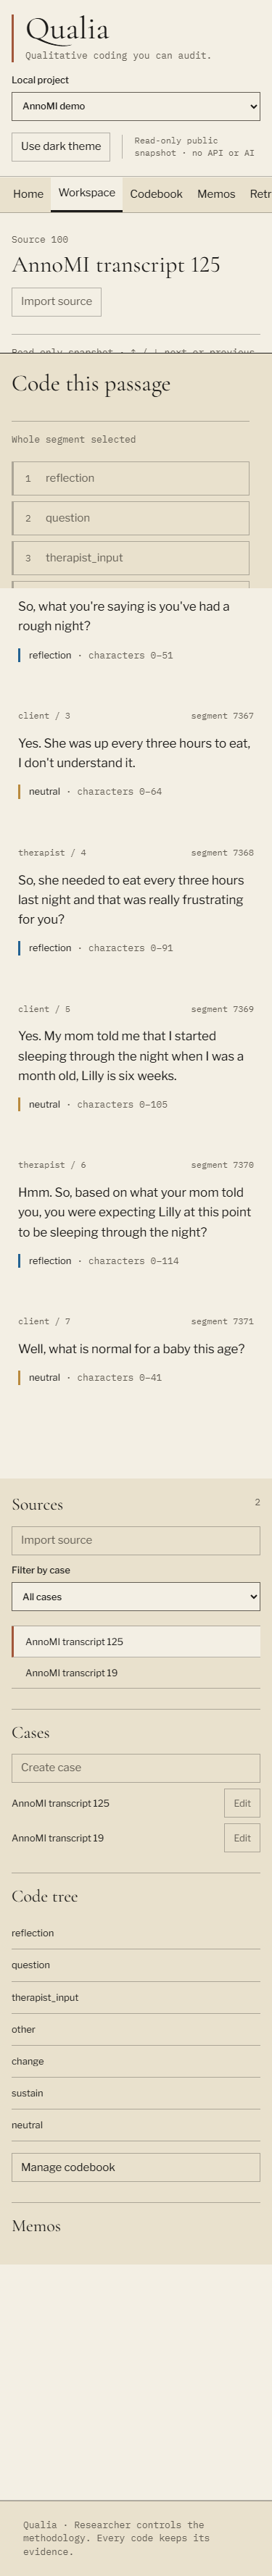 Qualia
Qualitative coding you can audit.
Local project
AnnoMI demo
Use dark theme
Read-only public
snapshot · no API or AI
Home
Workspace
Codebook
Memos
Retr
Source 100
AnnoMI transcript 125
Import source
Code this passage
Whole segment selected
1 reflection
2 question
3 therapist_input
So, what you're saying is you've had a
rough night?
reflection · characters 0–51
client / 3
segment 7367
Yes. She was up every three hours to eat,
I don't understand it.
neutral · characters 0–64
therapist / 4
segment 7368
So, she needed to eat every three hours
last night and that was really frustrating
for you?
reflection · characters 0–91
client / 5
segment 7369
Yes. My mom told me that I started
sleeping through the night when I was a
month old, Lilly is six weeks.
neutral · characters 0–105
therapist / 6
segment 7370
Hmm. So, based on what your mom told
you, you were expecting Lilly at this point
to be sleeping through the night?
reflection · characters 0–114
client / 7
segment 7371
Well, what is normal for a baby this age?
neutral · characters 0–41
Sources
2
Import source
Filter by case
All cases
AnnoMI transcript 125
AnnoMI transcript 19
Cases
Create case
AnnoMI transcript 125
Edit
AnnoMI transcript 19
Edit
Code tree
reflection
question
therapist_input
other
change
sustain
neutral
Manage codebook
Memos
Qualia · Researcher controls the
methodology. Every code keeps its
evidence.